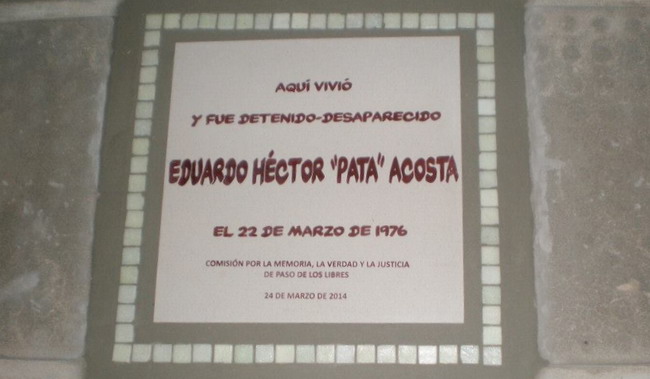 AQUÍ VIVIÓ
Y FUE DETENIDO-DESAPARECIDO
EDUARDO HÉCTOR "PATA" ACOSTA
EL 22 DE MARZO DE 1976
COMISIÓN POR LA MEMORIA, LA VERDAD Y LA JUSTICIA
DE PASO DE LOS LIBRES
24 DE MARZO DE 2014